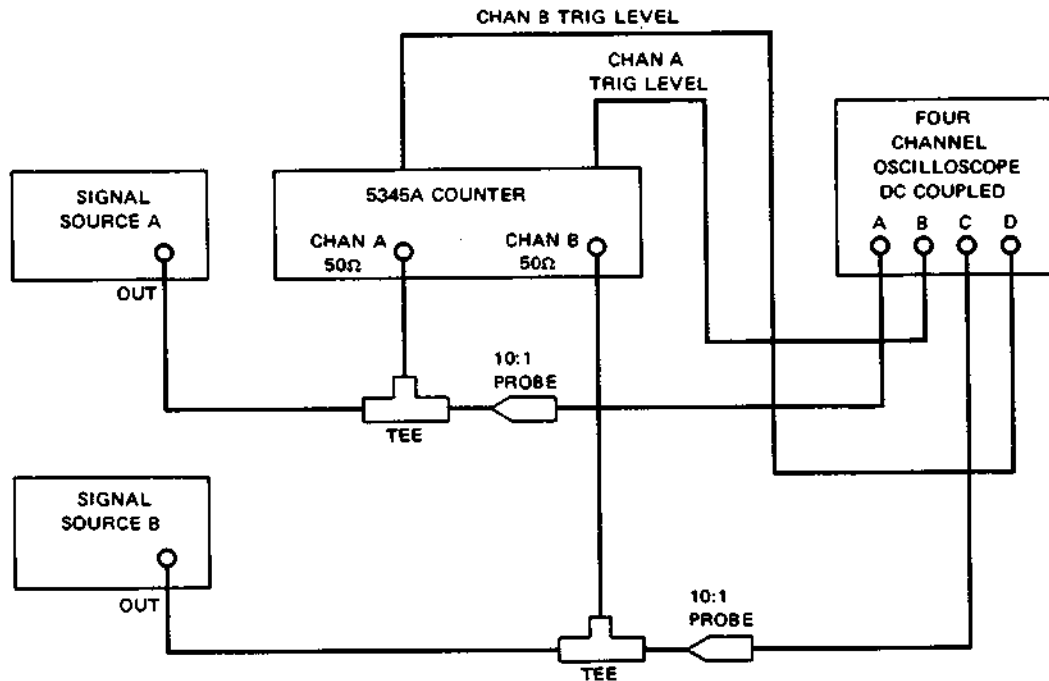 CHAN B TRIG LEVEL
CHAN A
TRIG LEVEL
FOUR
CHANNEL
OSCILLOSCOPE
DC COUPLED
A B C D
SIGNAL
SOURCE A
OUT
5345A COUNTER
CHAN A
50Ω
CHAN B
50Ω
10:1
PROBE
TEE
SIGNAL
SOURCE B
OUT
10:1
PROBE
TEE